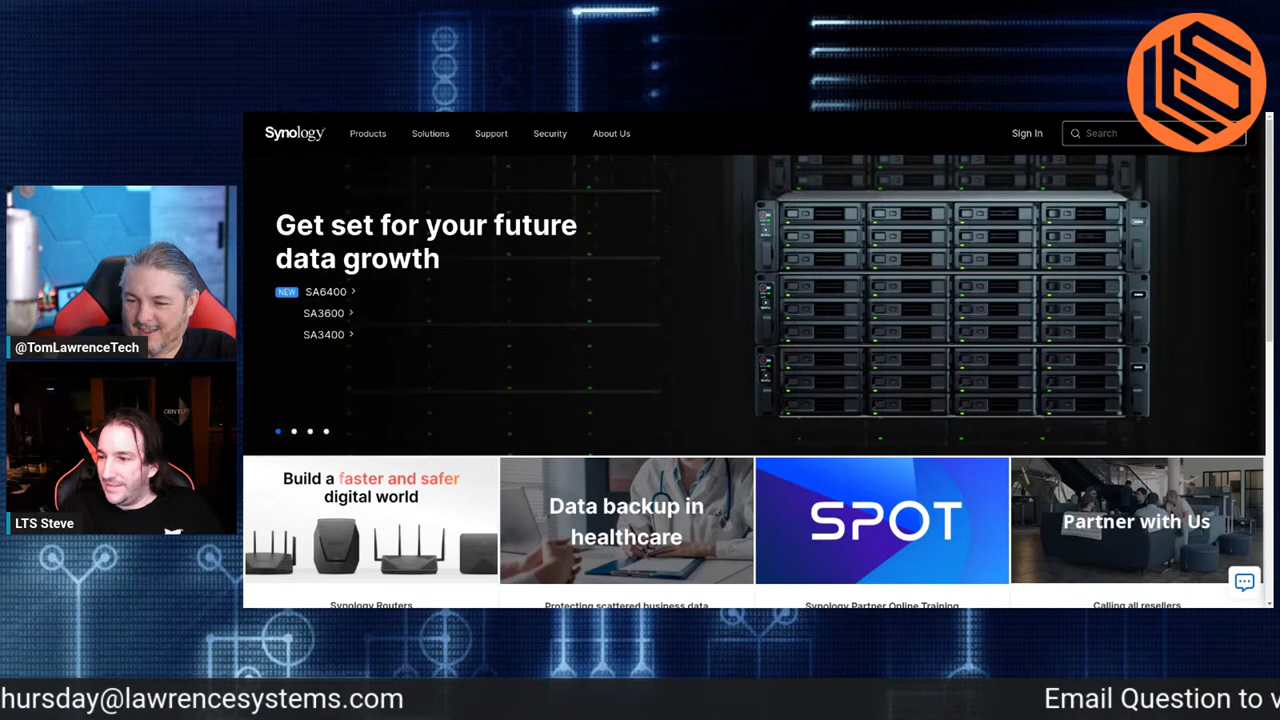 Synology
Products
Solutions
Support
Security
About Us
Sign In
Search
Get set for your future
data growth
NEW SA6400 >
SA3600 >
SA3400 >
@TomLawrenceTech
LTS Steve
Build a faster and safer
digital world
Data backup in
healthcare
SPOT
Partner with Us
Synology Routers
Protecting scattered business data
Synology Partner Online Training
Calling all resellers
hursday@lawrencesystems.com
Email Question to v